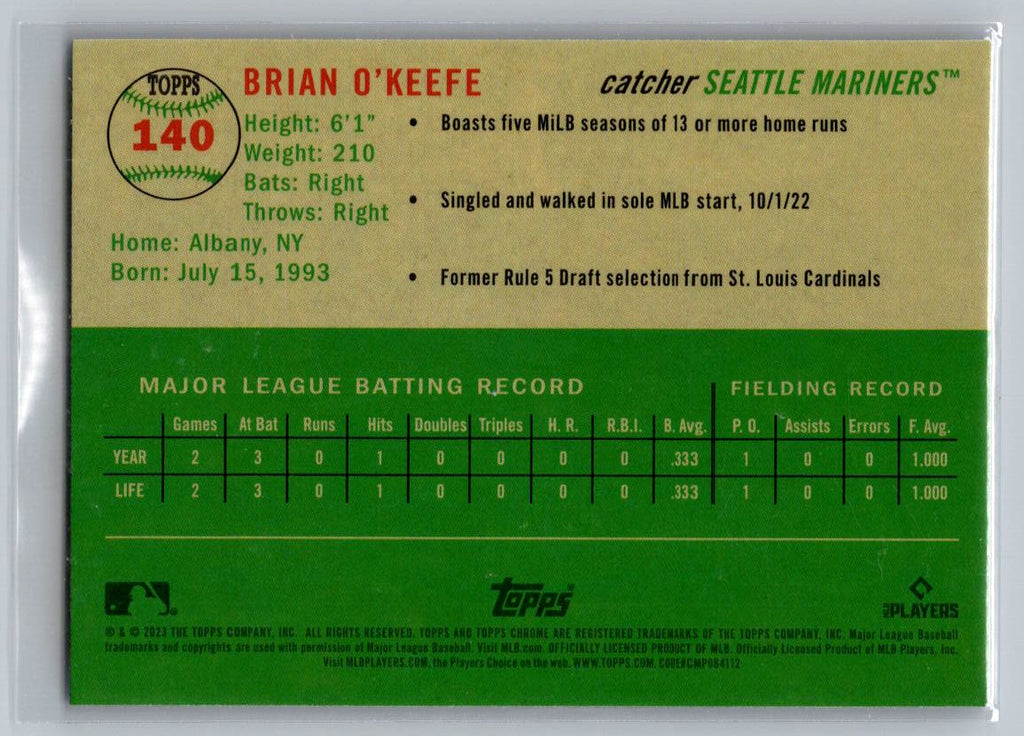 TOPPS
140
BRIAN O'KEEFE
catcher SEATTLE MARINERS™
Height: 6'1"
Weight: 210
Bats: Right
Throws: Right
Home: Albany, NY
Born: July 15, 1993
• Boasts five MiLB seasons of 13 or more home runs
• Singled and walked in sole MLB start, 10/1/22
• Former Rule 5 Draft selection from St. Louis Cardinals
MAJOR LEAGUE BATTING RECORD FIELDING RECORD
Games At Bat Runs Hits Doubles Triples H. R. R.B.I. B. Avg. P. O. Assists Errors F. Avg.
YEAR 2 3 0 1 0 0 0 0 .333 1 0 0 1.000
LIFE 2 3 0 1 0 0 0 0 .333 1 0 0 1.000
Topps®
MLB PLAYERS
® & © 2023 THE TOPPS COMPANY, INC. ALL RIGHTS RESERVED. TOPPS AND TOPPS CHROME ARE REGISTERED TRADEMARKS OF THE TOPPS COMPANY, INC. Major League Baseball
trademarks and copyrights are used with permission of Major League Baseball. Visit MLB.com. OFFICIALLY LICENSED PRODUCT OF MLB. Officially Licensed Product of MLB Players, Inc.
Visit MLBPLAYERS.COM, the Players Choice on the web. WWW.TOPPS.COM. CODE#CMP084112